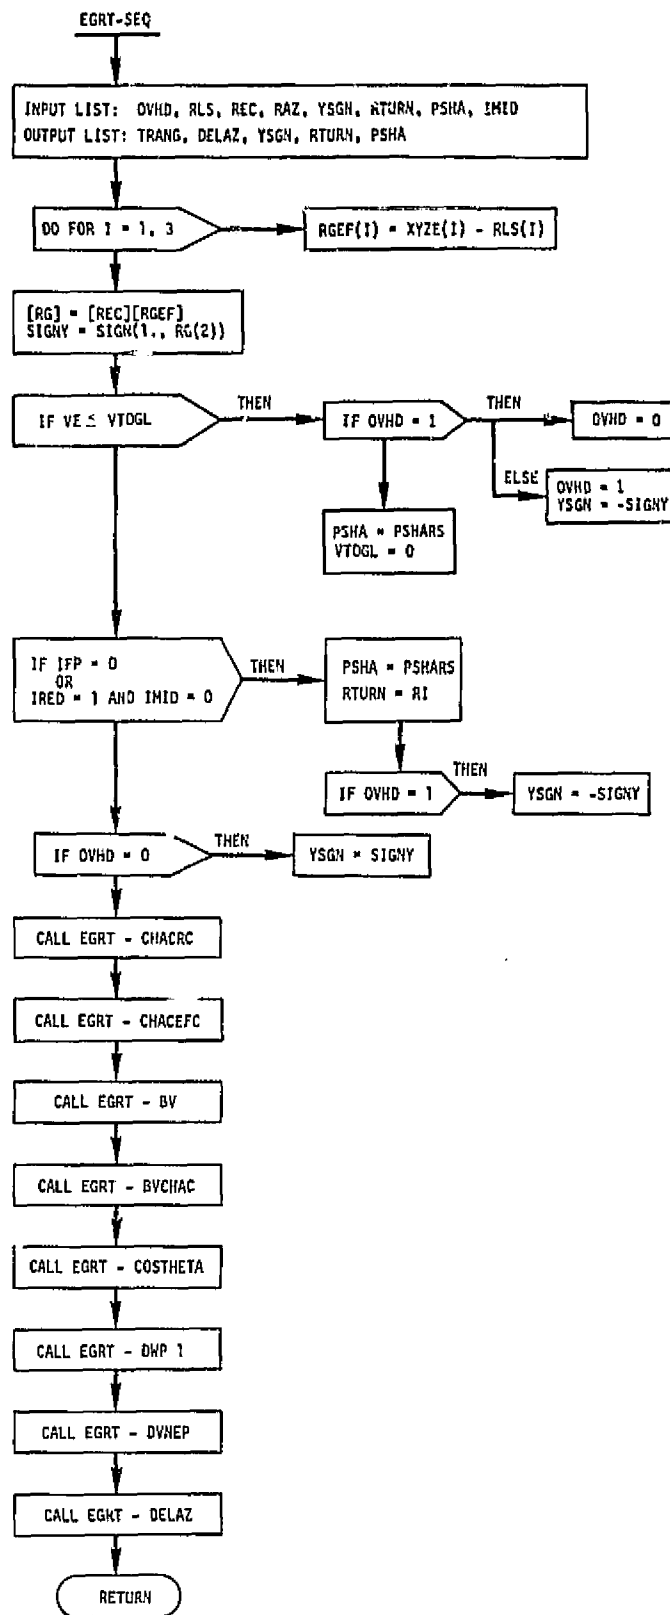 EGRT-SEQ
INPUT LIST: OVHD, RLS, REC, RAZ, YSGN, RTURN, PSHA, IMID
OUTPUT LIST: TRANG, DELAZ, YSGN, RTURN, PSHA
DO FOR I = 1, 3
RGEF(I) = XYZE(I) - RLS(I)
[RG] = [REC][RGEF]
SIGNY = SIGN(1., RG(2))
IF VE ≤ VTOGL
THEN
IF OVHD = 1
THEN
OVHD = 0
ELSE
OVHD = 1
YSGN = -SIGNY
PSHA = PSHARS
VTOGL = 0
IF IFP = 0
OR
IRED = 1 AND IMID = 0
THEN
PSHA = PSHARS
RTURN = RI
IF OVHD = 1
THEN
YSGN = -SIGNY
IF OVHD = 0
THEN
YSGN = SIGNY
CALL EGRT - CHACRC
CALL EGRT - CHACEFC
CALL EGRT - BV
CALL EGRT - BVCHAC
CALL EGRT - COSTHETA
CALL EGRT - DWP 1
CALL EGRT - DVNEP
CALL EGRT - DELAZ
RETURN